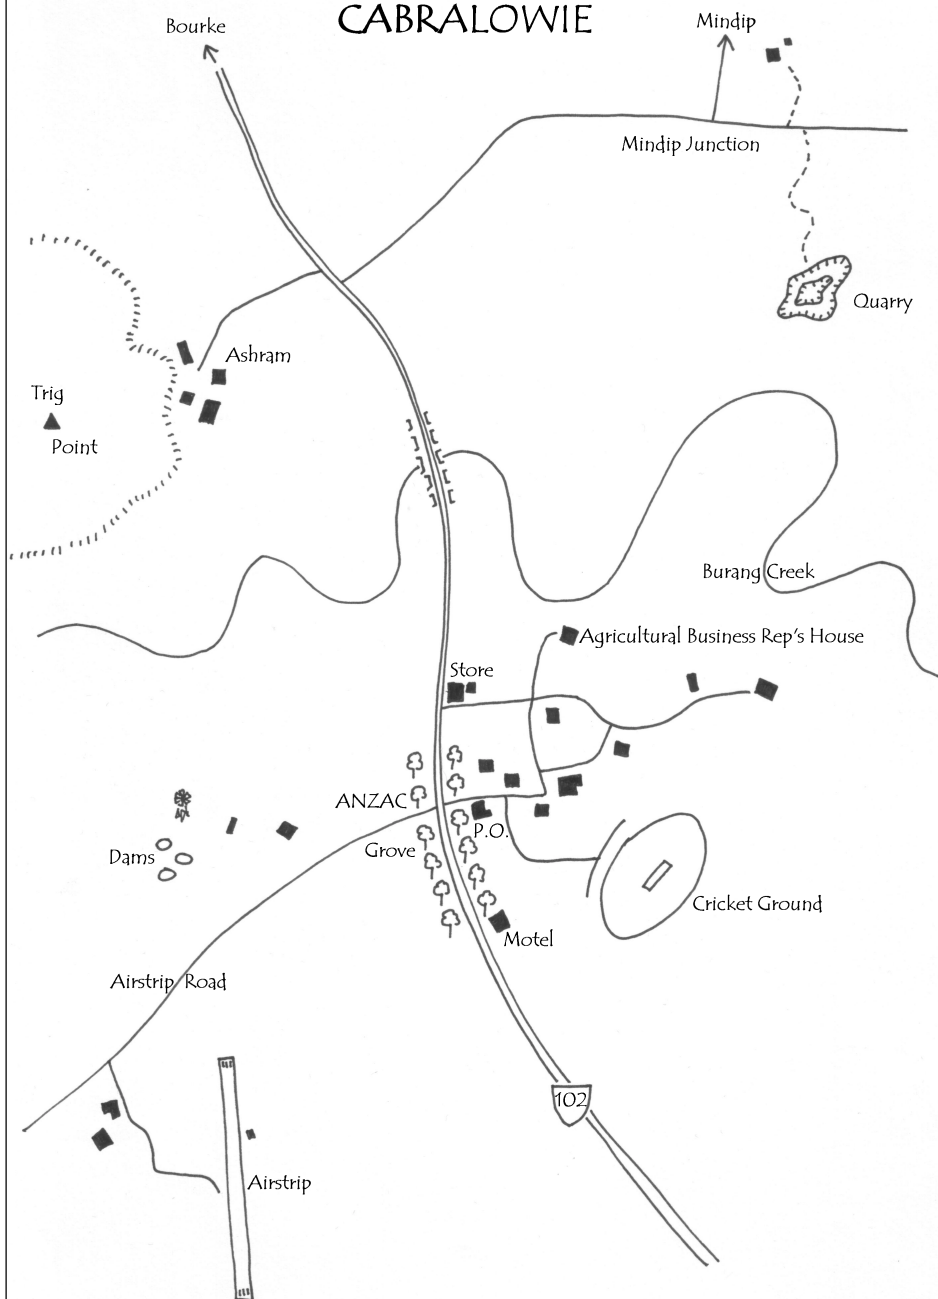 CABRALOWIE
Bourke
Mindip
Mindip Junction
Quarry
Ashram
Trig
Point
Burang Creek
Agricultural Business Rep's House
Store
ANZAC
P.O.
Grove
Dams
Cricket Ground
Motel
Airstrip Road
102
Airstrip